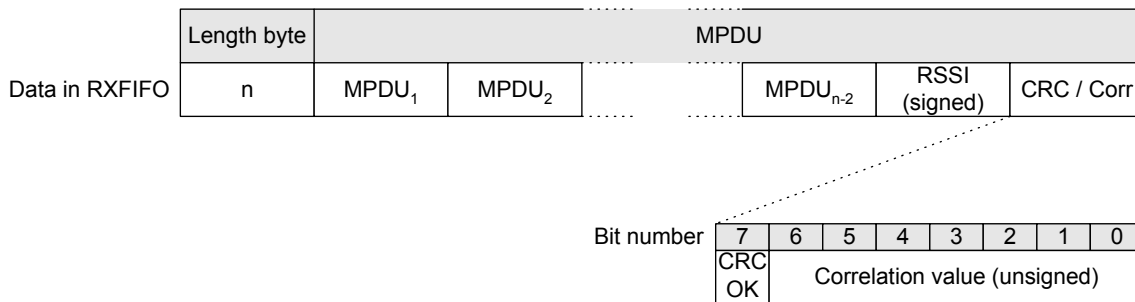 Length byte MPDU
Data in RXFIFO n MPDU1 MPDU2 MPDUn-2 RSSI (signed) CRC / Corr
Bit number 7 6 5 4 3 2 1 0
CRC OK Correlation value (unsigned)